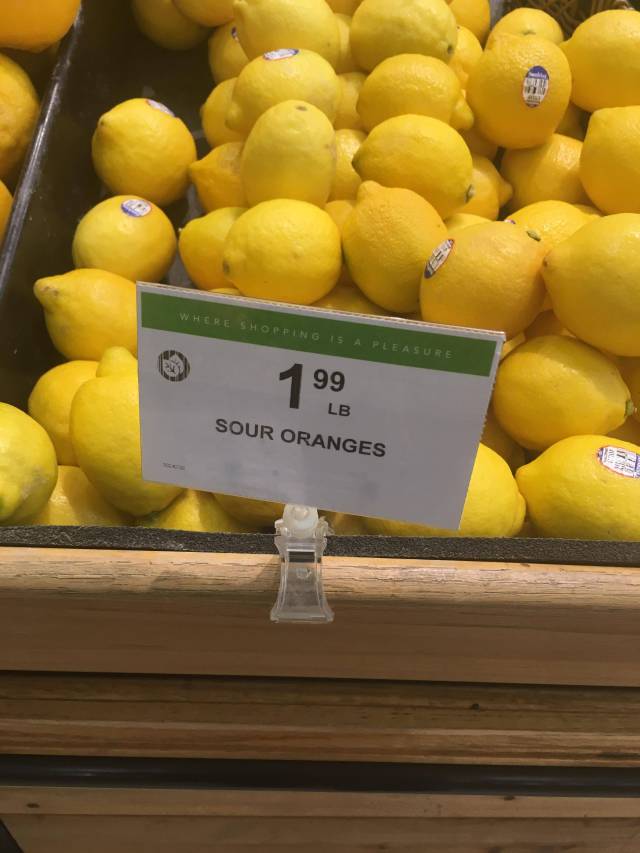 WHERE SHOPPING IS A PLEASURE
1 99
LB
SOUR ORANGES